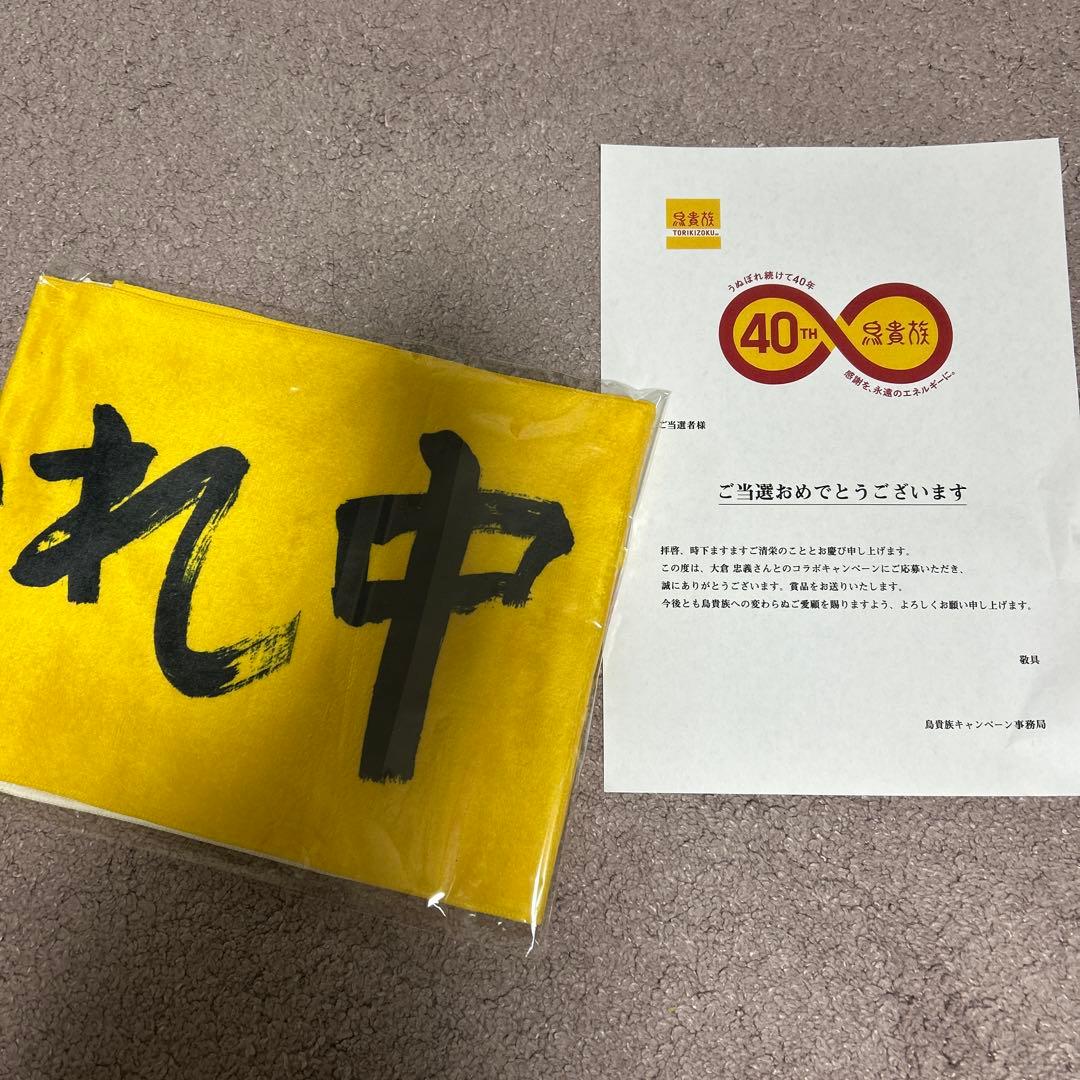 れ中
鳥貴族
TORIKIZOKU
うぬぼれ続けて40年
40TH
鳥貴族
感謝を、永遠のエネルギーに。
ご当選者様
ご当選おめでとうございます
拝啓、時下ますますご清栄のこととお慶び申し上げます。
この度は、大倉 忠義さんとのコラボキャンペーンにご応募いただき、
誠にありがとうございます。賞品をお送りいたします。
今後とも鳥貴族への変わらぬご愛顧を賜りますよう、よろしくお願い申し上げます。
敬具
鳥貴族キャンペーン事務局